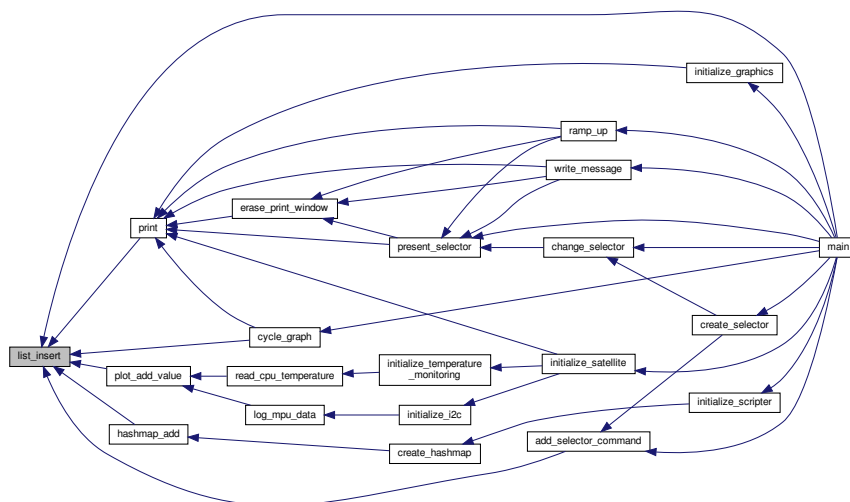 initialize_graphics
ramp_up
write_message
erase_print_window
print
present_selector
change_selector
main
create_selector
cycle_graph
list_insert
plot_add_value
read_cpu_temperature
initialize_temperature
_monitoring
initialize_satellite
log_mpu_data
initialize_i2c
initialize_scripter
hashmap_add
add_selector_command
create_hashmap